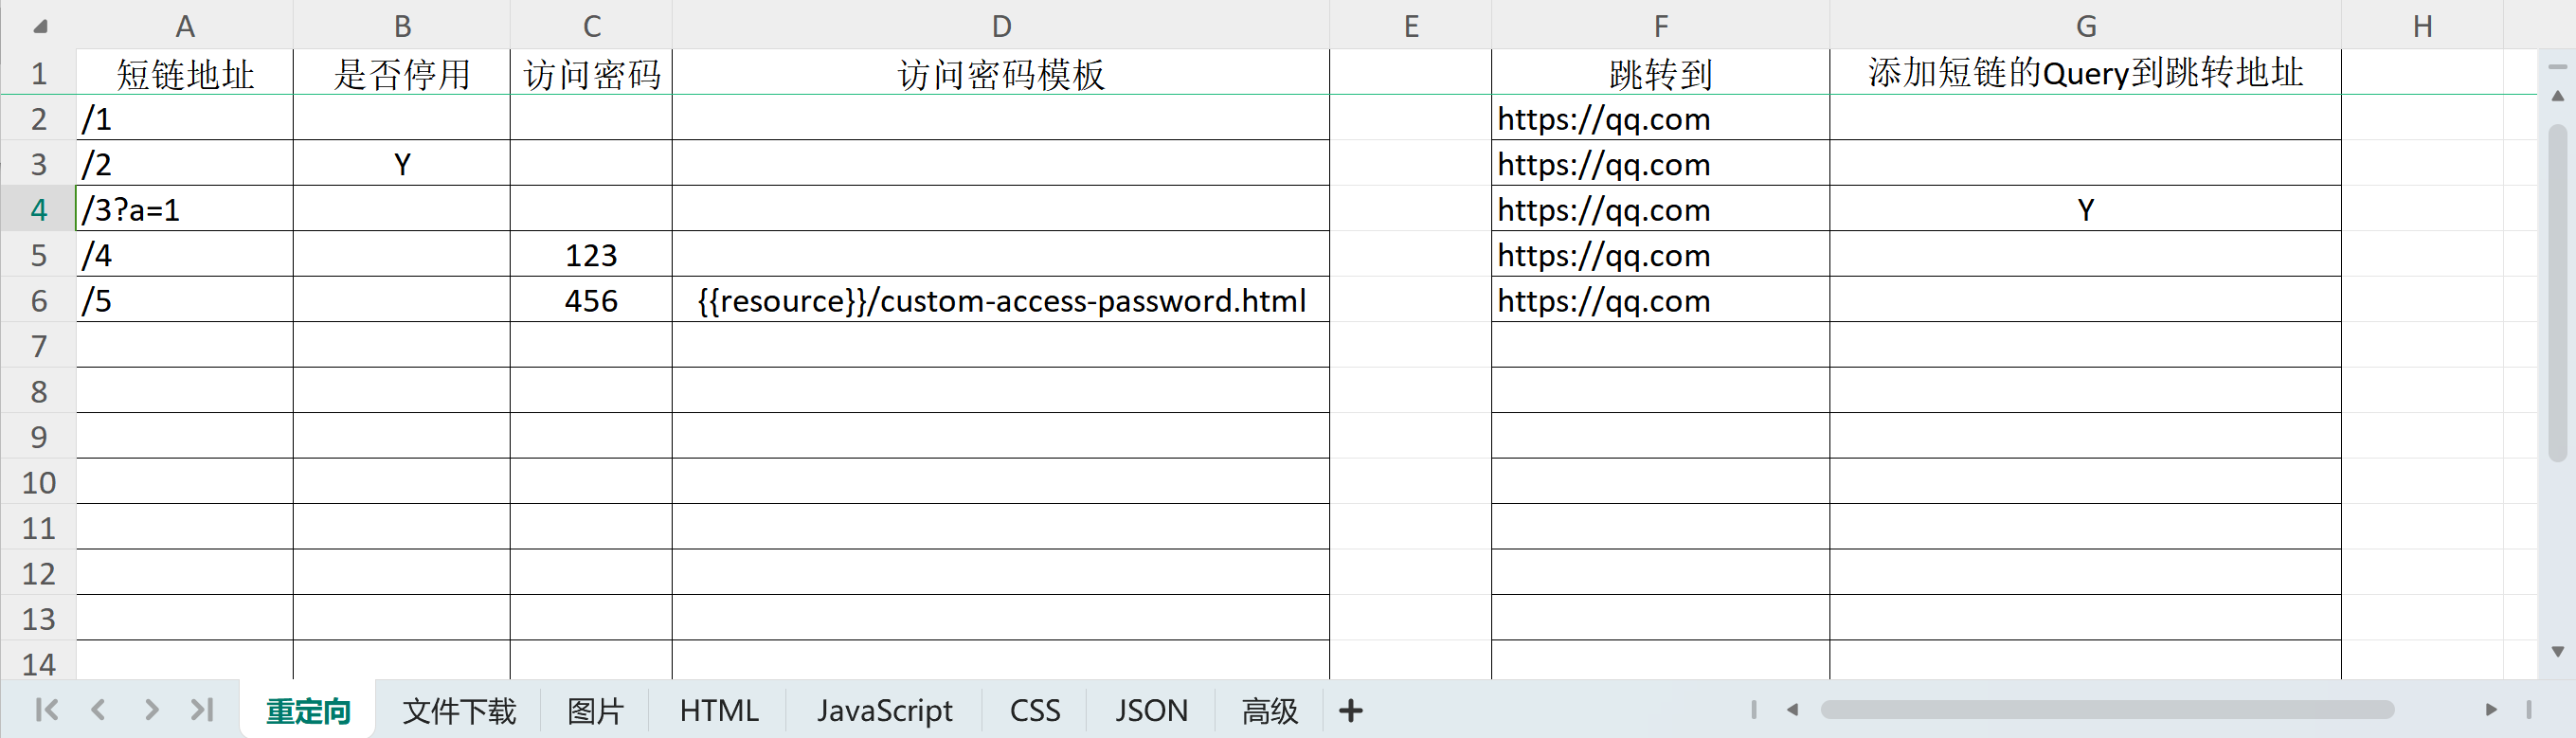 A B C D E F G H
1 短链地址 是否停用 访问密码 访问密码模板 跳转到 添加短链的Query到跳转地址
2 /1 https://qq.com
3 /2 Y https://qq.com
4 /3?a=1 https://qq.com Y
5 /4 123 https://qq.com
6 /5 456 {{resource}}/custom-access-password.html https://qq.com
7
8
9
10
11
12
13
14
重定向 文件下载 图片 HTML JavaScript CSS JSON 高级